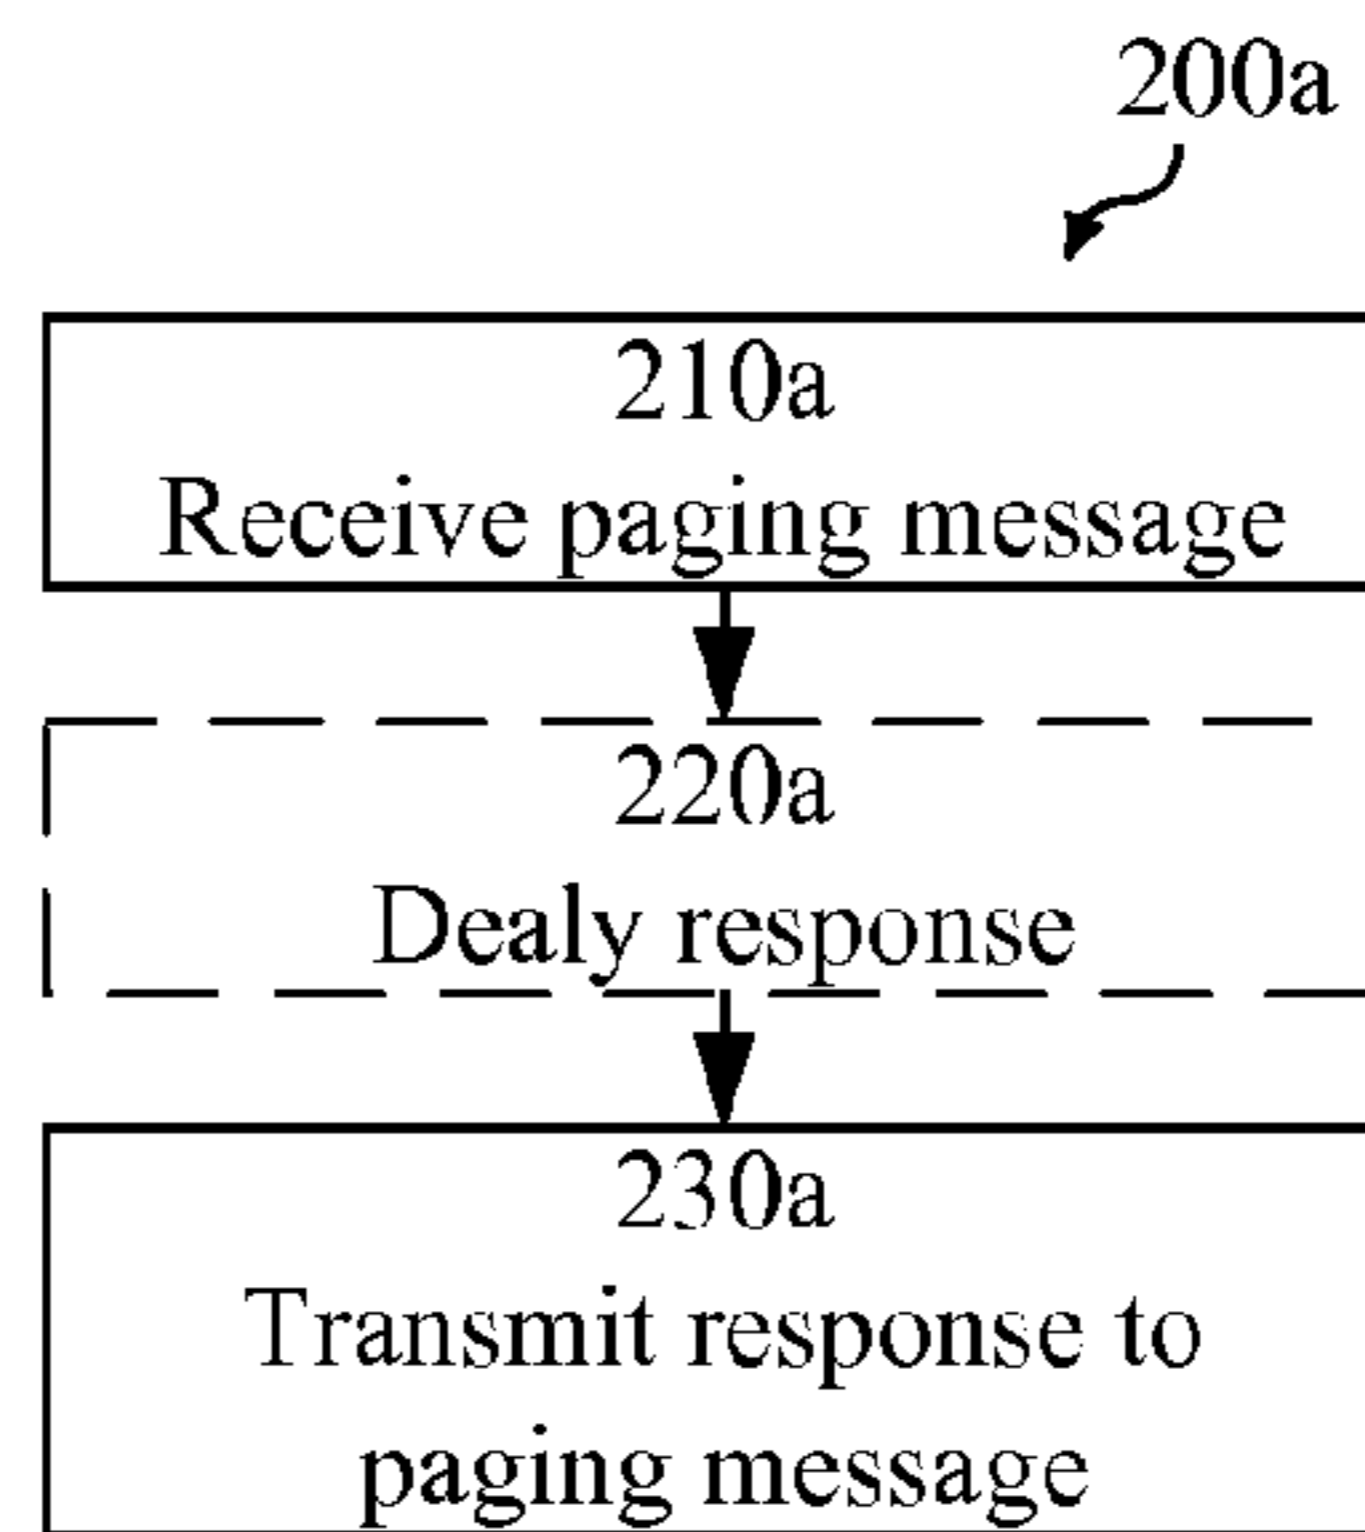 200a
210a
Receive paging message
220a
Dealy response
230a
Transmit response to
paging message